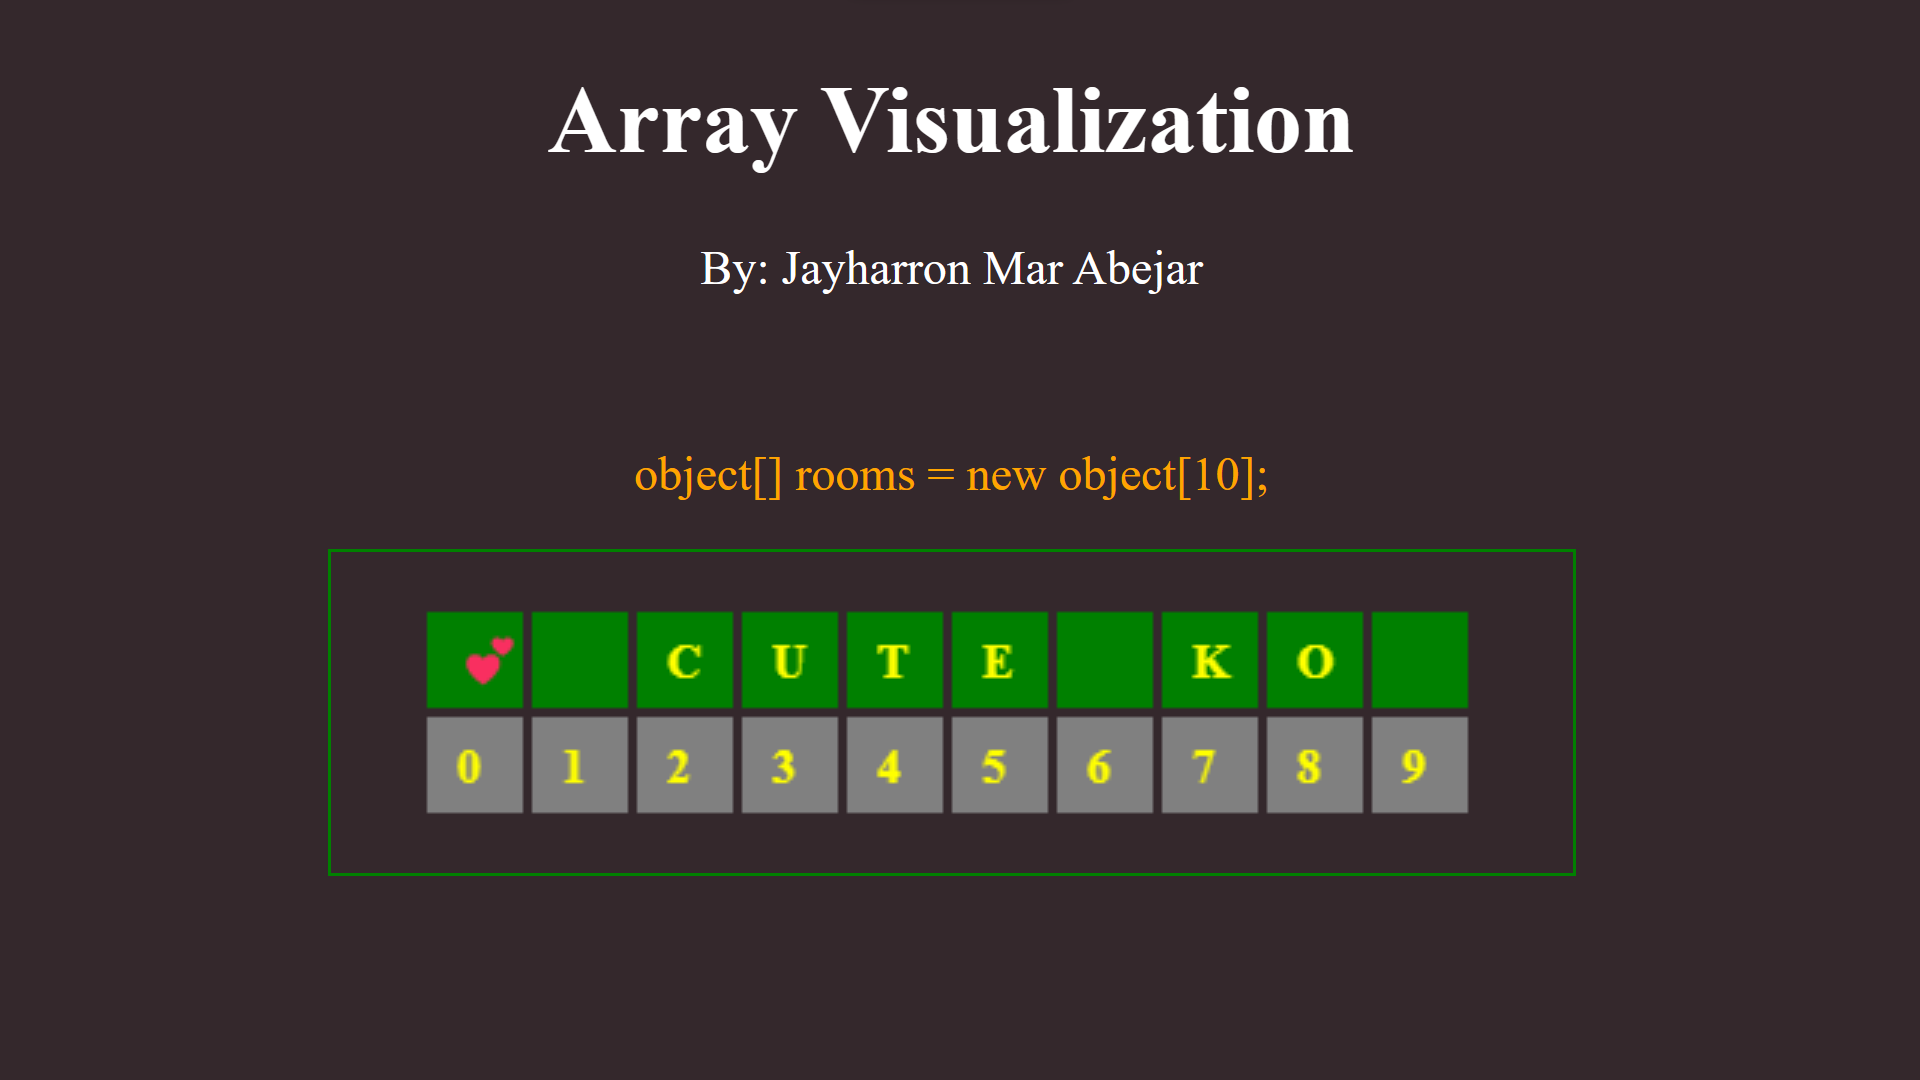 Array Visualization
By: Jayharron Mar Abejar
object[] rooms = new object[10];
💕 C U T E K O
0 1 2 3 4 5 6 7 8 9